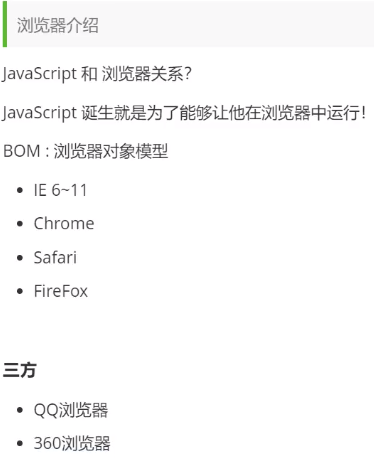 浏览器介绍
JavaScript 和 浏览器关系?
JavaScript 诞生就是为了能够让他在浏览器中运行!
BOM : 浏览器对象模型
IE 6~11
Chrome
Safari
FireFox
三方
QQ浏览器
360浏览器